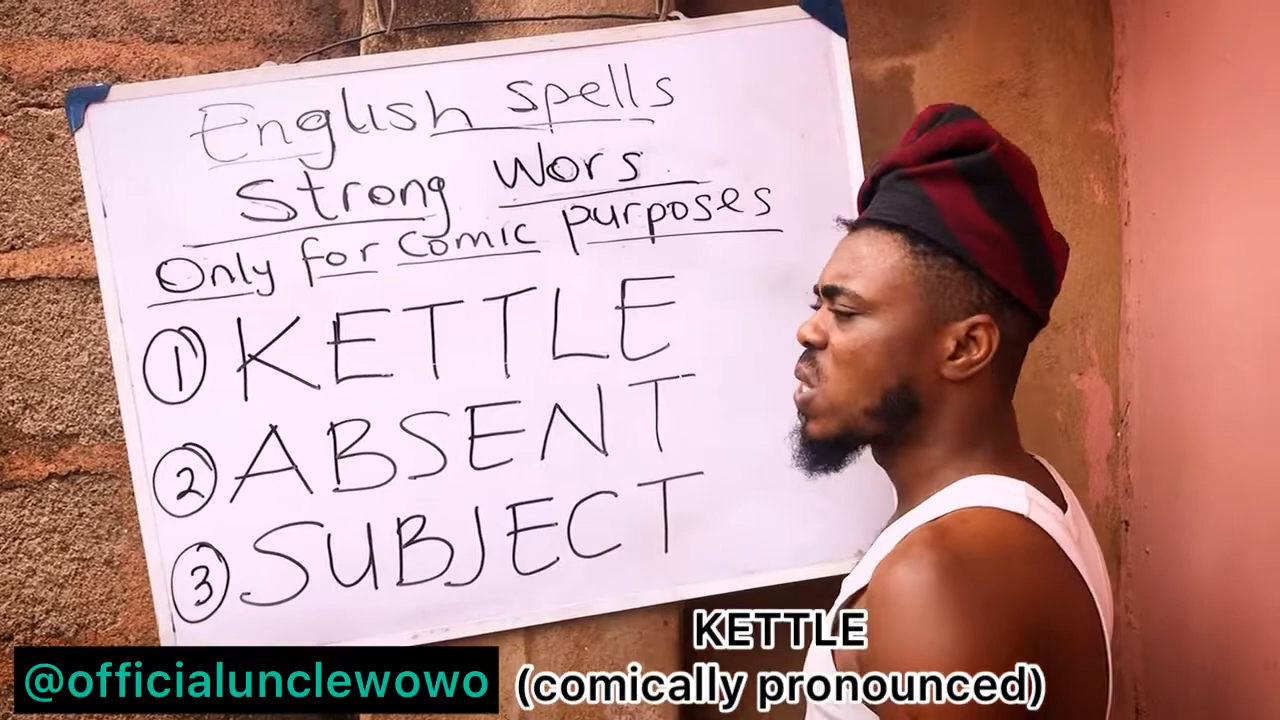 English spells
Strong Wors
Only for comic purposes
1 KETTLE
2 ABSENT
3 SUBJECT
KETTLE
(comically pronounced)
@officialunclewowo